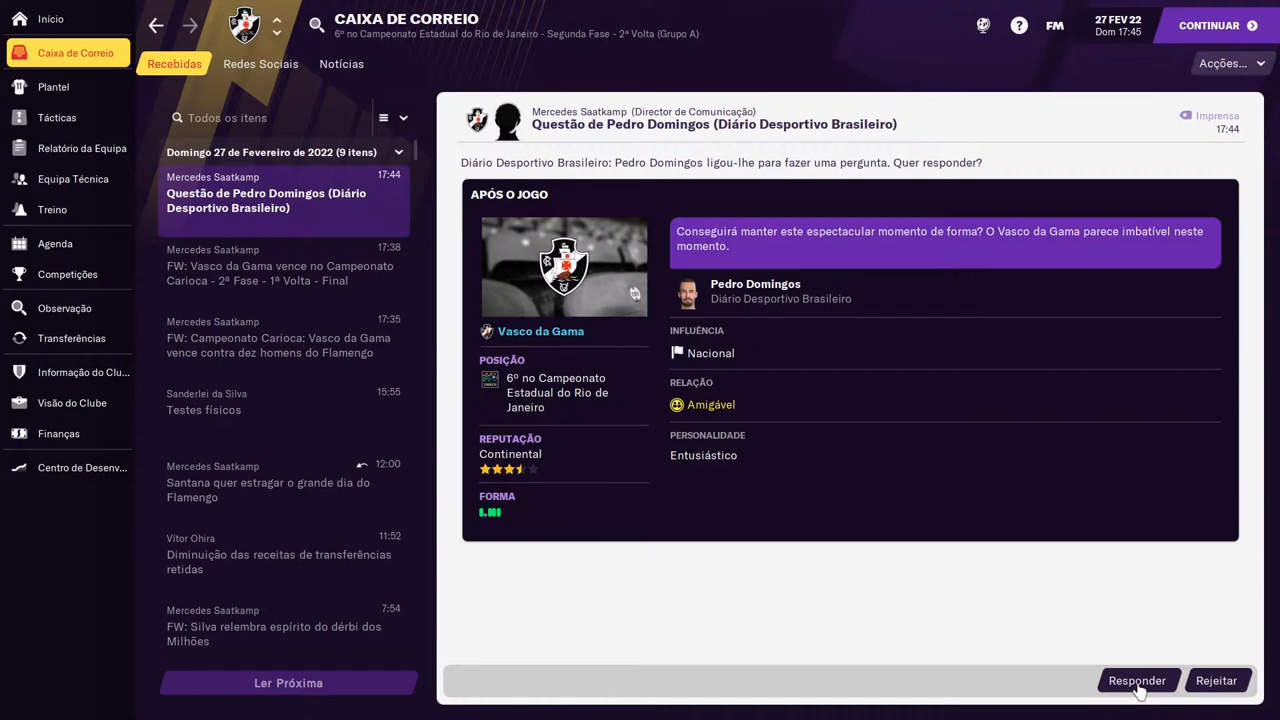 Início
Caixa de Correio
Plantel
Tácticas
Relatório da Equipa
Equipa Técnica
Treino
Agenda
Competições
Observação
Transferências
Informação do Clu...
Visão do Clube
Finanças
Centro de Desenv...
CAIXA DE CORREIO
6º no Campeonato Estadual do Rio de Janeiro - Segunda Fase - 2ª Volta (Grupo A)
?
FM
27 FEV 22
Dom 17:45
CONTINUAR
Recebidas
Redes Sociais
Notícias
Acções...
Todos os itens
Domingo 27 de Fevereiro de 2022 (9 itens)
Mercedes Saatkamp 17:44
Questão de Pedro Domingos (Diário
Desportivo Brasileiro)
Mercedes Saatkamp 17:38
FW: Vasco da Gama vence no Campeonato
Carioca - 2ª Fase - 1ª Volta - Final
Mercedes Saatkamp 17:35
FW: Campeonato Carioca: Vasco da Gama
vence contra dez homens do Flamengo
Sanderlei da Silva 15:55
Testes físicos
Mercedes Saatkamp 12:00
Santana quer estragar o grande dia do
Flamengo
Vítor Ohira 11:52
Diminuição das receitas de transferências
retidas
Mercedes Saatkamp 7:54
FW: Silva relembra espírito do dérbi dos
Milhões
Ler Próxima
Mercedes Saatkamp (Director de Comunicação)
Questão de Pedro Domingos (Diário Desportivo Brasileiro)
Imprensa
17:44
Diário Desportivo Brasileiro: Pedro Domingos ligou-lhe para fazer uma pergunta. Quer responder?
APÓS O JOGO
Vasco da Gama
POSIÇÃO
6º no Campeonato
Estadual do Rio de
Janeiro
REPUTAÇÃO
Continental
FORMA
Conseguirá manter este espectacular momento de forma? O Vasco da Gama parece imbatível neste
momento.
Pedro Domingos
Diário Desportivo Brasileiro
INFLUÊNCIA
Nacional
RELAÇÃO
Amigável
PERSONALIDADE
Entusiástico
Responder
Rejeitar